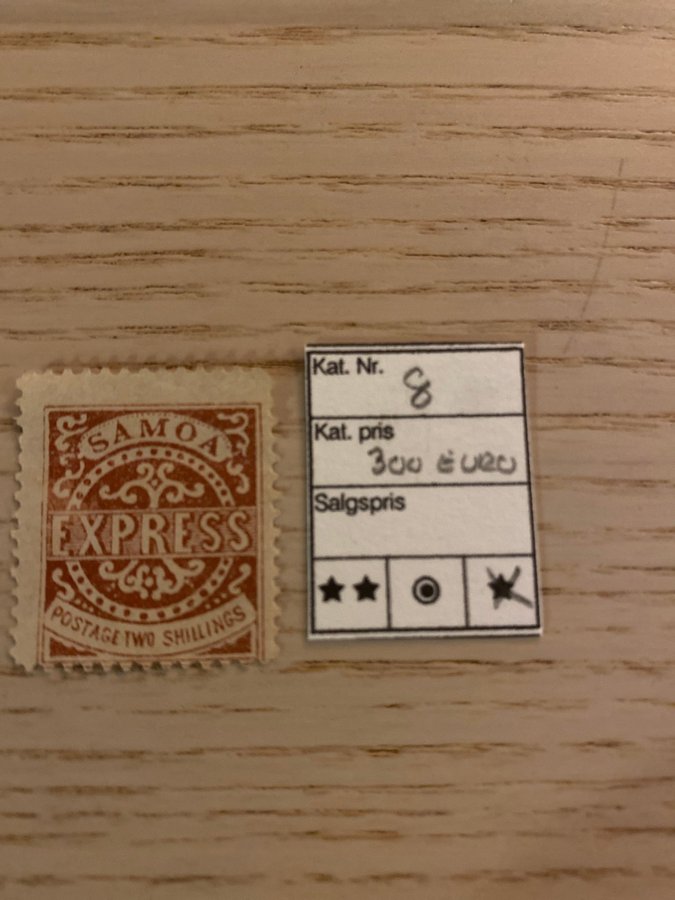 SAMOA
EXPRESS
POSTAGE TWO SHILLINGS
Kat. Nr. 8
Kat. pris
300 EURO
Salgspris